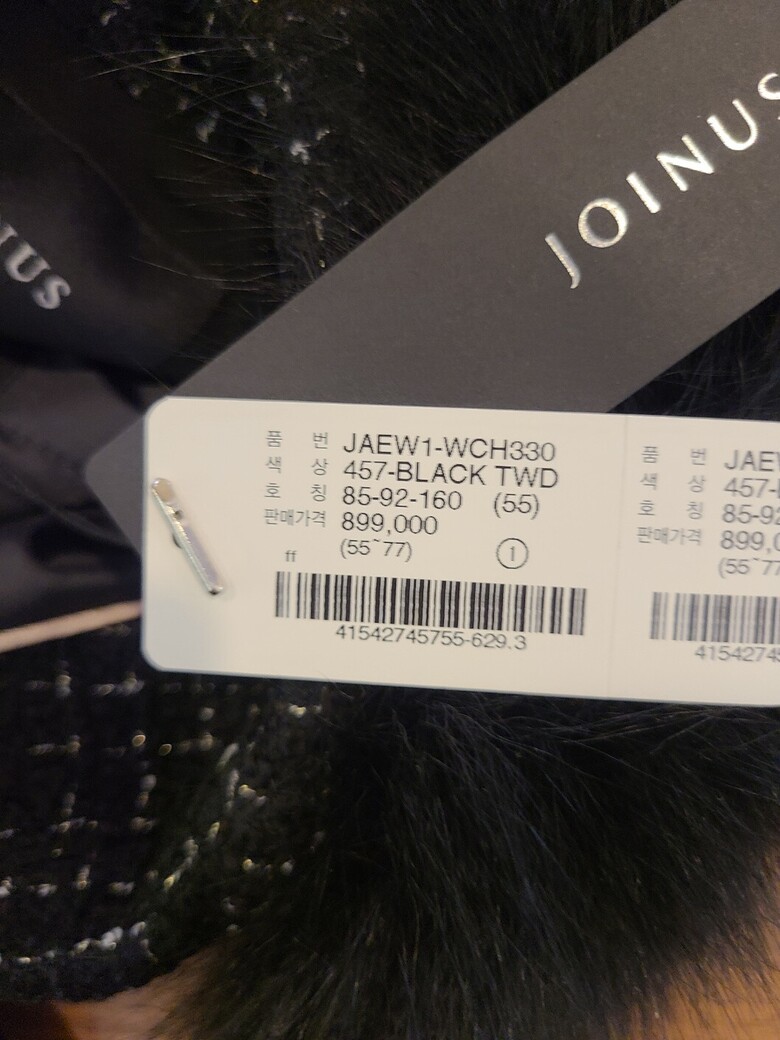 JOINUS
NUS
품 번 JAEW1-WCH330
색 상 457-BLACK TWD
호 칭 85-92-160 (55)
판매가격 899,000
ff (55~77) ①
41542745755-629.3
품 번 JAEW
색 상 457-
호 칭 85-92
판매가격 899,0
(55~77
4154274